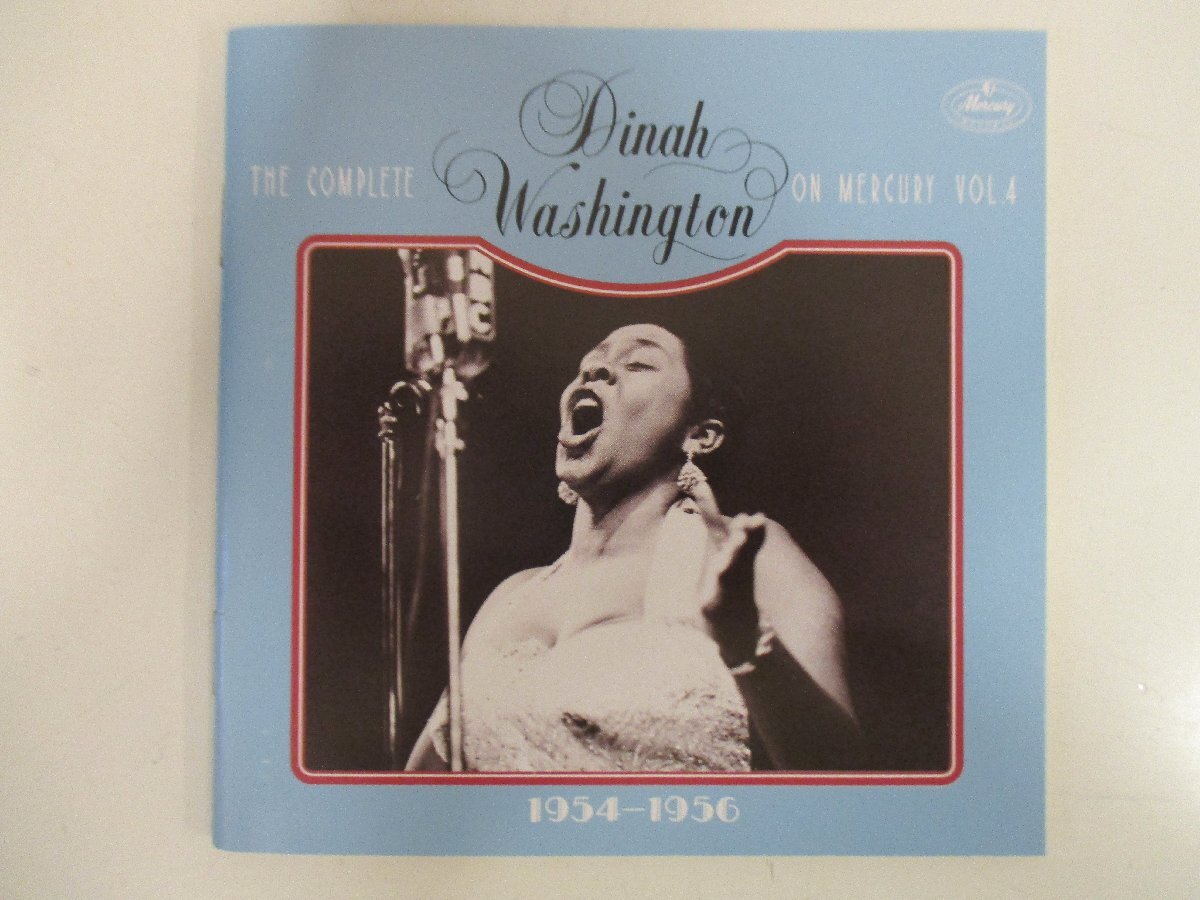 THE COMPLETE
Dinah
Washington
ON MERCURY VOL.4
Mercury
1954–1956